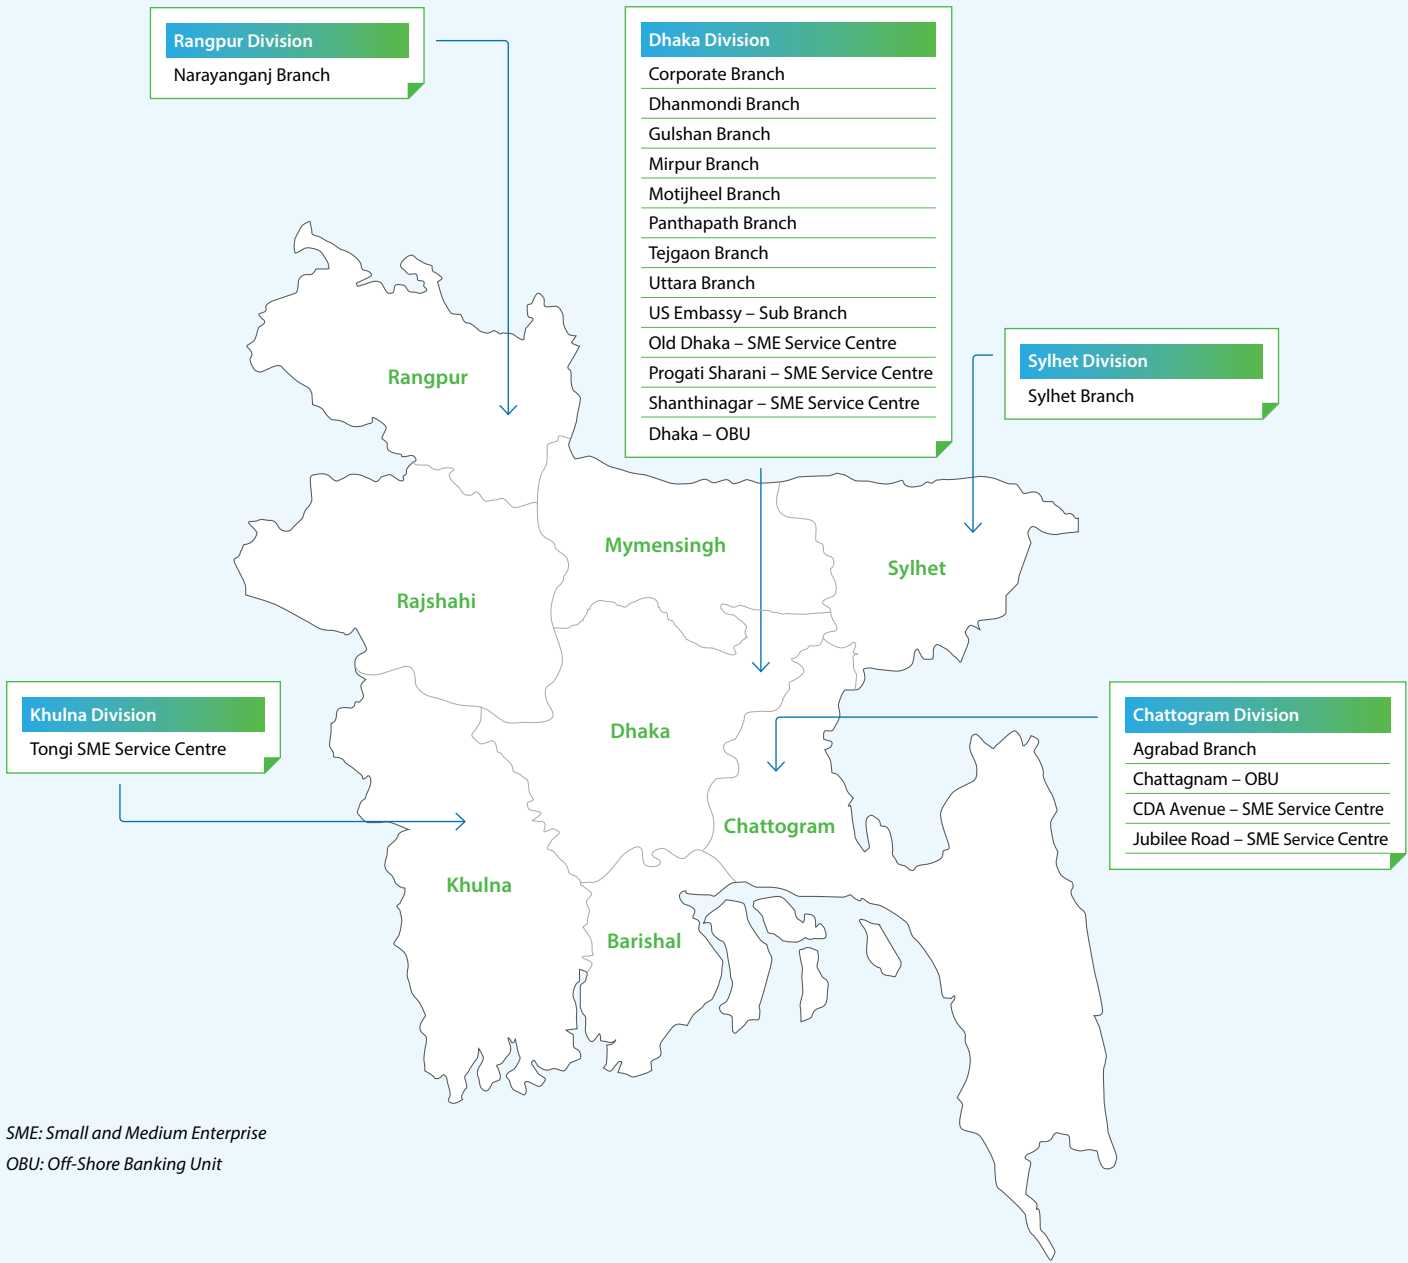 Rangpur Division
Narayanganj Branch
Dhaka Division
Corporate Branch
Dhanmondi Branch
Gulshan Branch
Mirpur Branch
Motijheel Branch
Panthapath Branch
Tejgaon Branch
Uttara Branch
US Embassy – Sub Branch
Old Dhaka – SME Service Centre
Progati Sharani – SME Service Centre
Shanthinagar – SME Service Centre
Dhaka – OBU
Sylhet Division
Sylhet Branch
Rangpur
Mymensingh
Sylhet
Rajshahi
Khulna Division
Tongi SME Service Centre
Dhaka
Chattogram Division
Agrabad Branch
Chattagnam – OBU
CDA Avenue – SME Service Centre
Jubilee Road – SME Service Centre
Chattogram
Khulna
Barishal
SME: Small and Medium Enterprise
OBU: Off-Shore Banking Unit